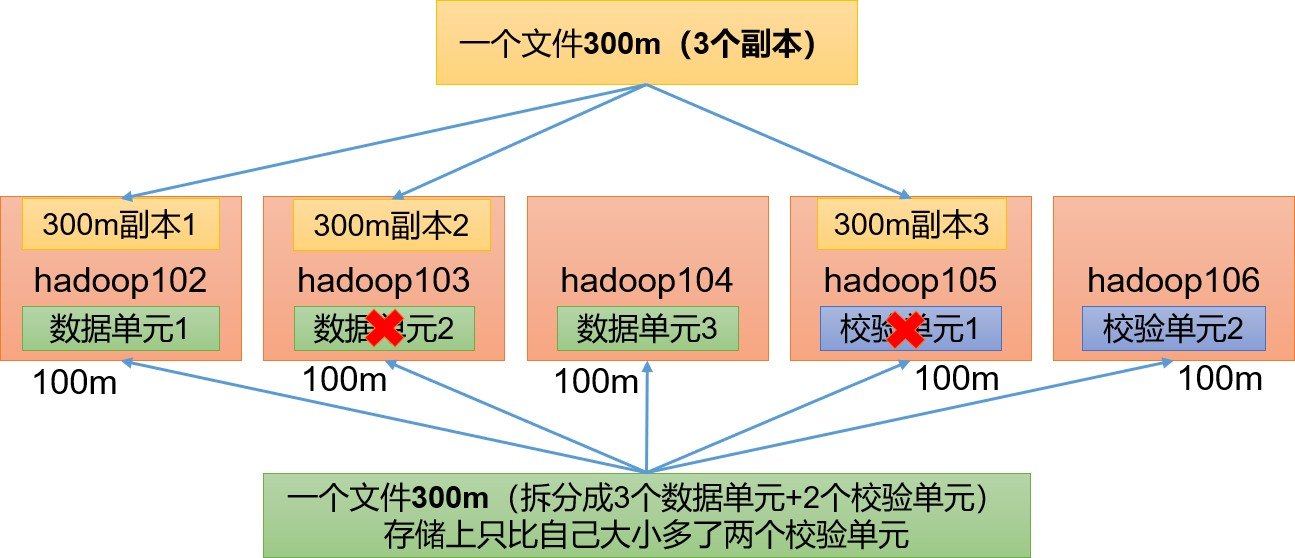 一个文件300m（3个副本）
300m副本1
300m副本2
300m副本3
hadoop102
hadoop103
hadoop104
hadoop105
hadoop106
数据单元1
数据单元2
数据单元3
校验单元1
校验单元2
100m
100m
100m
100m
100m
一个文件300m（拆分成3个数据单元+2个校验单元）
存储上只比自己大小多了两个校验单元